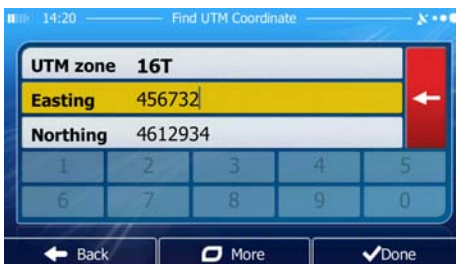 14:20 Find UTM Coordinate
UTM zone 16T
Easting 456732
Northing 4612934
1 2 3 4 5
6 7 8 9 0
Back More Done